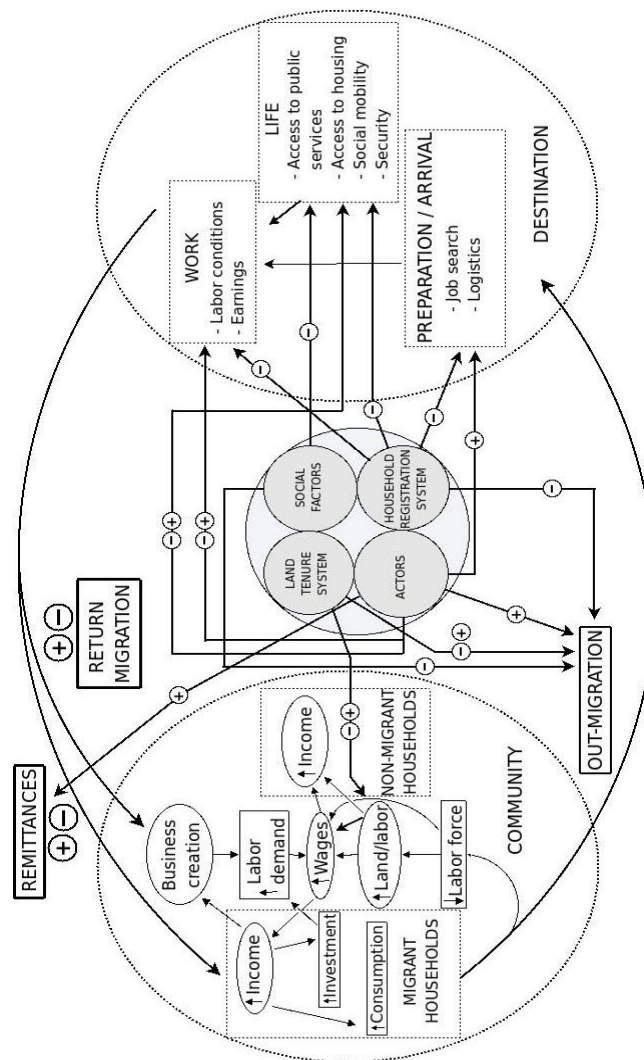 REMITTANCES
+ −
+ −
RETURN
MIGRATION
Business
creation
↑Income
Labor
↑ demand
↑Investment
↑Wages
↑Income
↑Consumption
↑Land/labor
↓Labor force
MIGRANT
HOUSEHOLDS
NON-MIGRANT
HOUSEHOLDS
COMMUNITY
LAND
TENURE
SYSTEM
SOCIAL
FACTORS
ACTORS
HOUSEHOLD
REGISTRATION
SYSTEM
OUT-MIGRATION
WORK
- Labor conditions
- Earnings
LIFE
- Access to public
services
- Access to housing
- Social mobility
- Security
PREPARATION / ARRIVAL
- Job search
- Logistics
DESTINATION
+
− +
− +
− +
− +
−
−
−
−
−
−
+
+